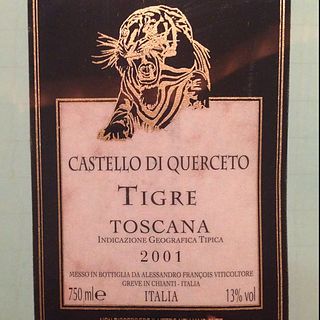 CASTELLO DI QUERCETO
TIGRE
TOSCANA
INDICAZIONE GEOGRAFICA TIPICA
2001
MESSO IN BOTTIGLIA DA ALESSANDRO FRANÇOIS VITICOLTORE
GREVE IN CHIANTI - ITALIA
750 ml e ITALIA 13% vol